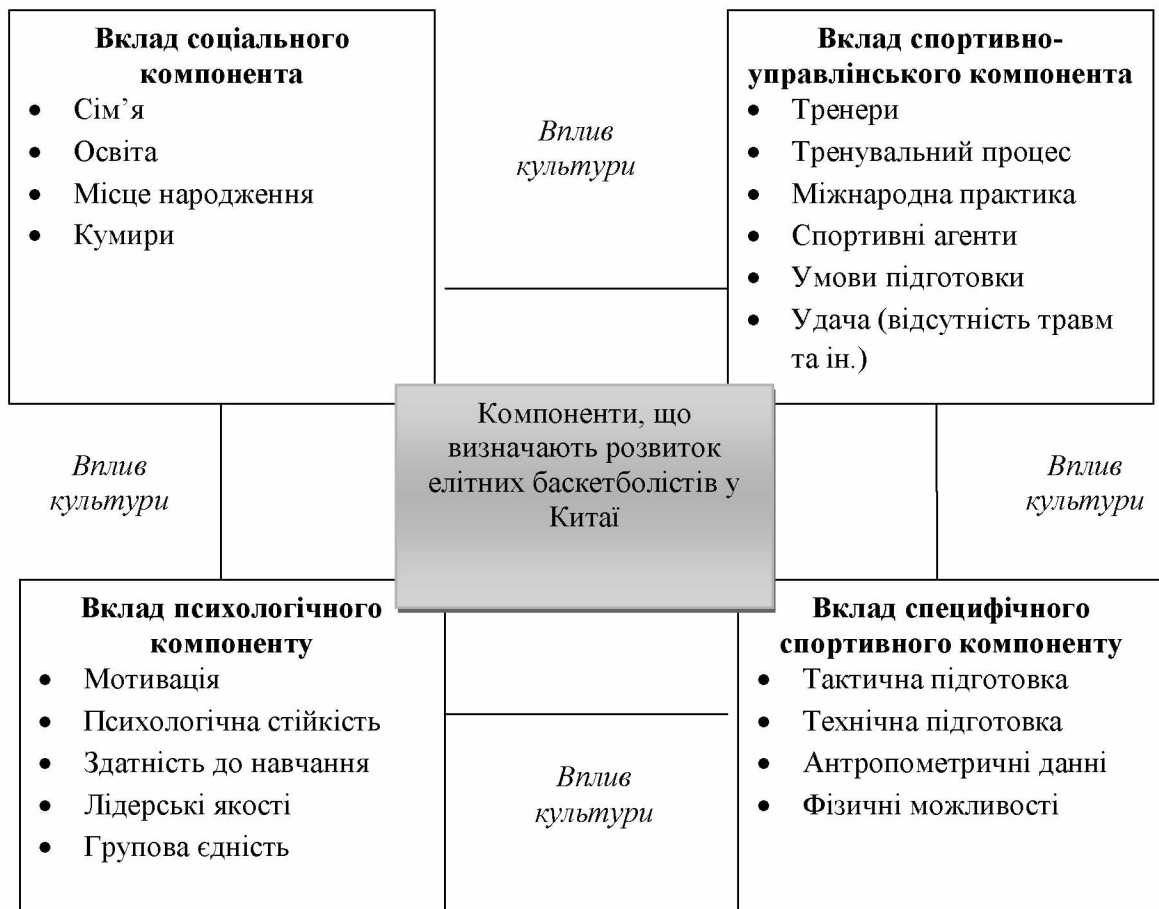 Вклад соціального
компонента
• Сім’я
• Освіта
• Місце народження
• Кумири
Вплив
культури
Вклад спортивно-
управлінського компонента
• Тренери
• Тренувальний процес
• Міжнародна практика
• Спортивні агенти
• Умови підготовки
• Удача (відсутність травм
та ін.)
Вплив
культури
Компоненти, що
визначають розвиток
елітних баскетболістів у
Китаї
Вплив
культури
Вклад психологічного
компоненту
• Мотивація
• Психологічна стійкість
• Здатність до навчання
• Лідерські якості
• Групова єдність
Вплив
культури
Вклад специфічного
спортивного компоненту
• Тактична підготовка
• Технічна підготовка
• Антропометричні данні
• Фізичні можливості